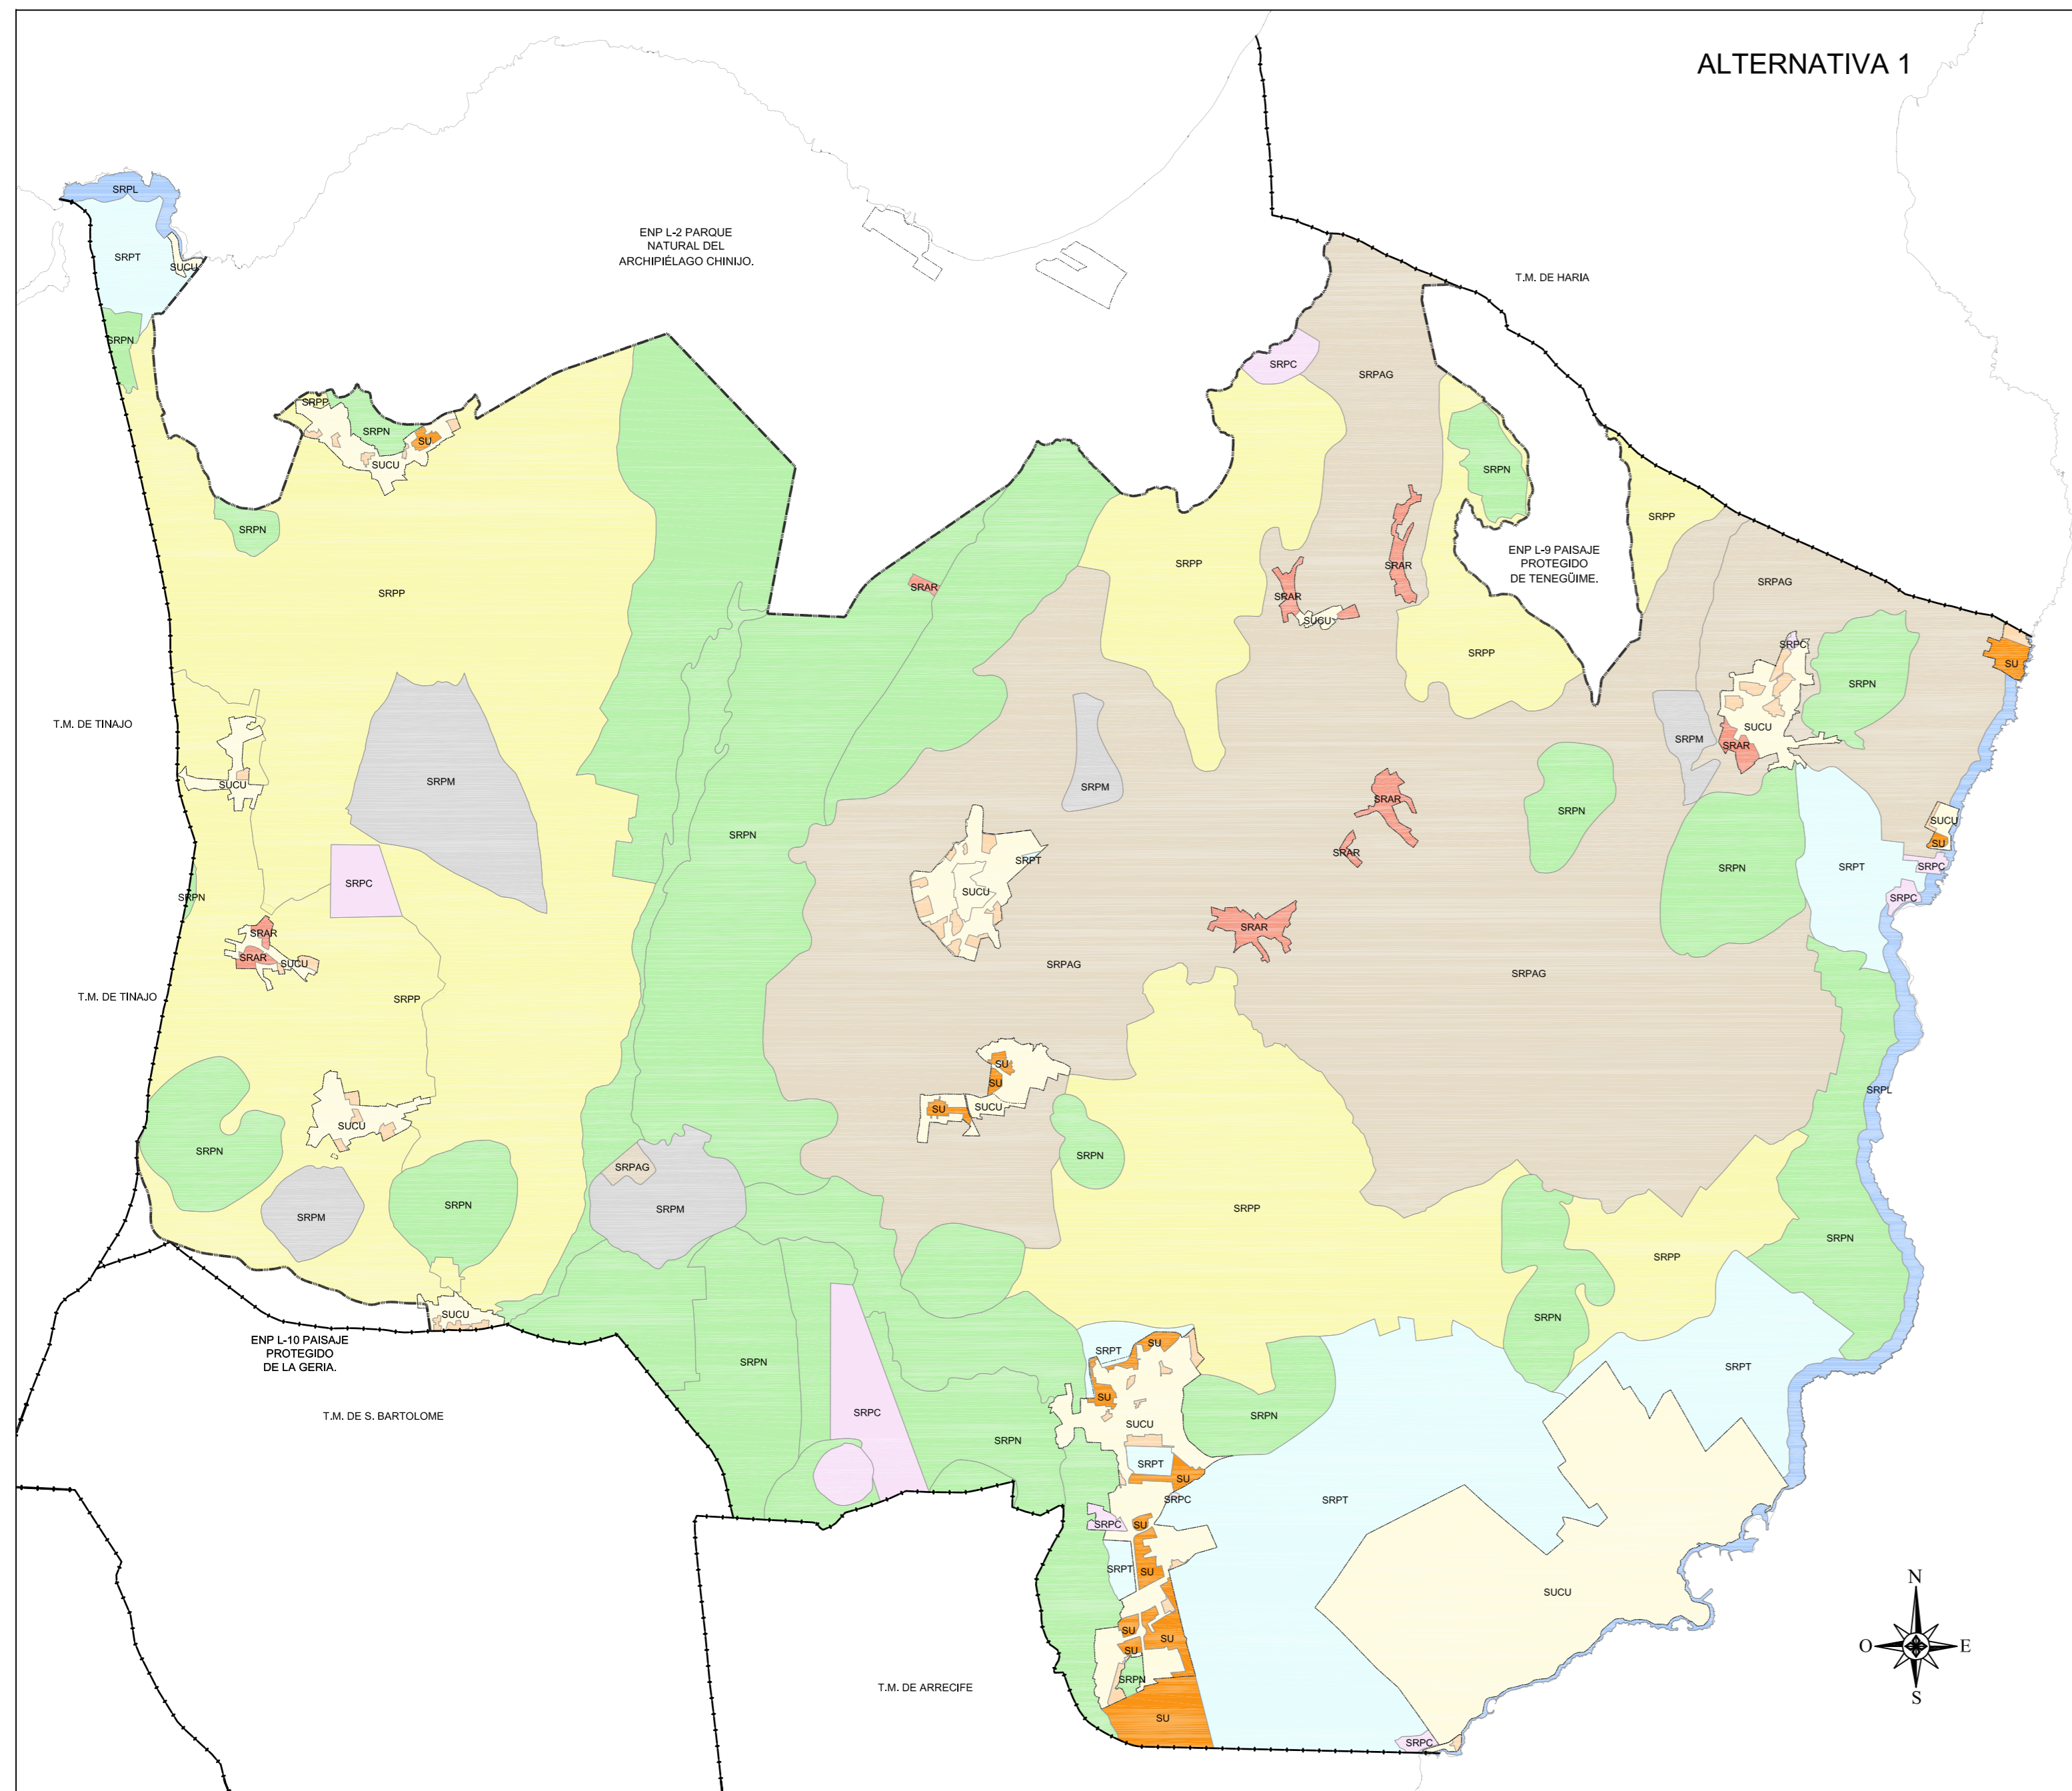 ALTERNATIVA 1
SRPL
SRPT
SUCU
ENP L-2 PARQUE
NATURAL DEL
ARCHIPIÉLAGO CHINIJO.
T.M. DE HARIA
SRPN
SRPC
SRPAG
SRPP
SRPN
SU
SUCU
SRPN
SRPN
SRPP
SRPP
SRPP
ENP L-9 PAISAJE
PROTEGIDO
DE TENEGÜIME.
SRAR
SRPP
SRAR
SRAR
SUCU
SRPAG
SRPP
SRPC
SU
SRPN
T.M. DE TINAJO
SUCU
SRPM
SRPM
SRPM
SUCU
SRAR
SRPN
SRAR
SRPN
SUCU
SU
SRPC
SRPN
SRAR
SRPT
SUCU
SRPN
SRPT
SRPC
SRPC
SRPN
SRAR
SRAR
SUCU
SRAR
SRPAG
SRPAG
T.M. DE TINAJO
SRPP
SU
SU
SU
SUCU
SRPL
SUCU
SRPN
SRPN
SRPAG
SRPN
SRPM
SRPN
SRPM
SRPP
SRPN
SRPP
SUCU
SRPN
ENP L-10 PAISAJE
PROTEGIDO
DE LA GERIA.
SRPN
SRPT
SU
SRPT
SU
T.M. DE S. BARTOLOME
SRPC
SUCU
SRPN
SRPN
SRPT
SU
SRPC
SRPT
SRPC
SU
SRPT
SU
SUCU
SU
SU
SU
SRPN
T.M. DE ARRECIFE
SU
SRPC
N
O
E
S